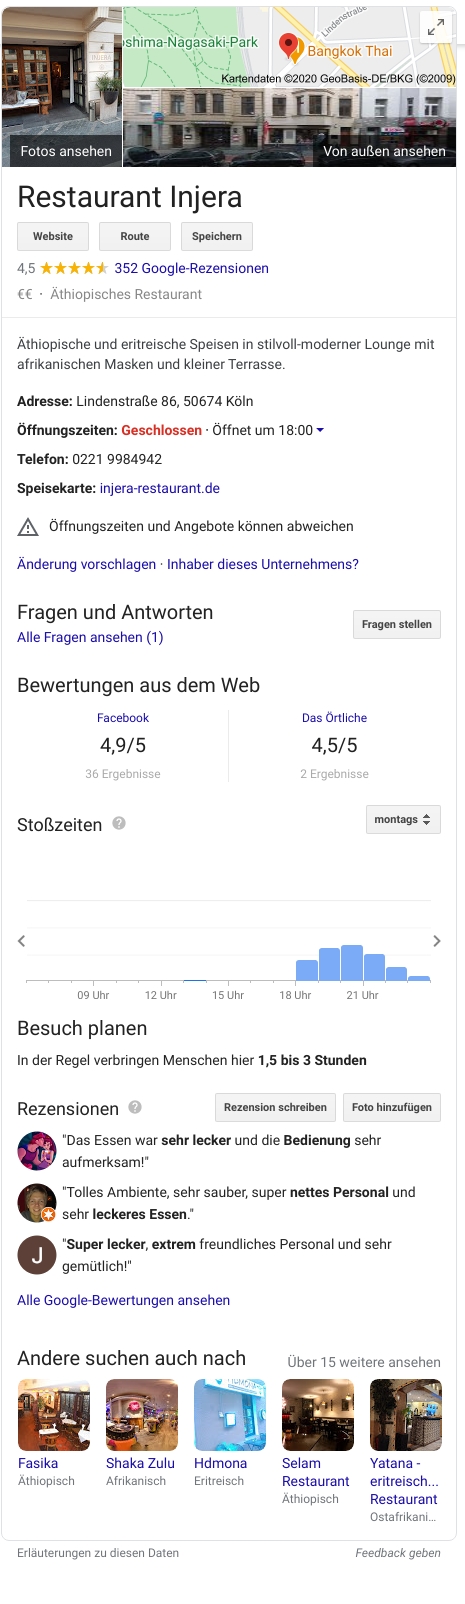 oshima-Nagasaki-Park
Lindenstraße
Bangkok Thai
Kartendaten ©2020 GeoBasis-DE/BKG (©2009)
INJERA
Fotos ansehen
Von außen ansehen
Restaurant Injera
Website
Route
Speichern
4,5 352 Google-Rezensionen
€€ · Äthiopisches Restaurant
Äthiopische und eritreische Speisen in stilvoll-moderner Lounge mit
afrikanischen Masken und kleiner Terrasse.
Adresse: Lindenstraße 86, 50674 Köln
Öffnungszeiten: Geschlossen · Öffnet um 18:00
Telefon: 0221 9984942
Speisekarte: injera-restaurant.de
Öffnungszeiten und Angebote können abweichen
Änderung vorschlagen · Inhaber dieses Unternehmens?
Fragen und Antworten
Alle Fragen ansehen (1)
Fragen stellen
Bewertungen aus dem Web
Facebook
4,9/5
36 Ergebnisse
Das Örtliche
4,5/5
2 Ergebnisse
Stoßzeiten ?
montags
09 Uhr 12 Uhr 15 Uhr 18 Uhr 21 Uhr
Besuch planen
In der Regel verbringen Menschen hier 1,5 bis 3 Stunden
Rezensionen ?
Rezension schreiben
Foto hinzufügen
"Das Essen war sehr lecker und die Bedienung sehr
aufmerksam!"
"Tolles Ambiente, sehr sauber, super nettes Personal und
sehr leckeres Essen."
J
"Super lecker, extrem freundliches Personal und sehr
gemütlich!"
Alle Google-Bewertungen ansehen
Andere suchen auch nach
Über 15 weitere ansehen
Fasika
Äthiopisch
Shaka Zulu
Afrikanisch
Hdmona
Eritreisch
Selam
Restaurant
Äthiopisch
Yatana -
eritreisch...
Restaurant
Ostafrikani...
Erläuterungen zu diesen Daten
Feedback geben